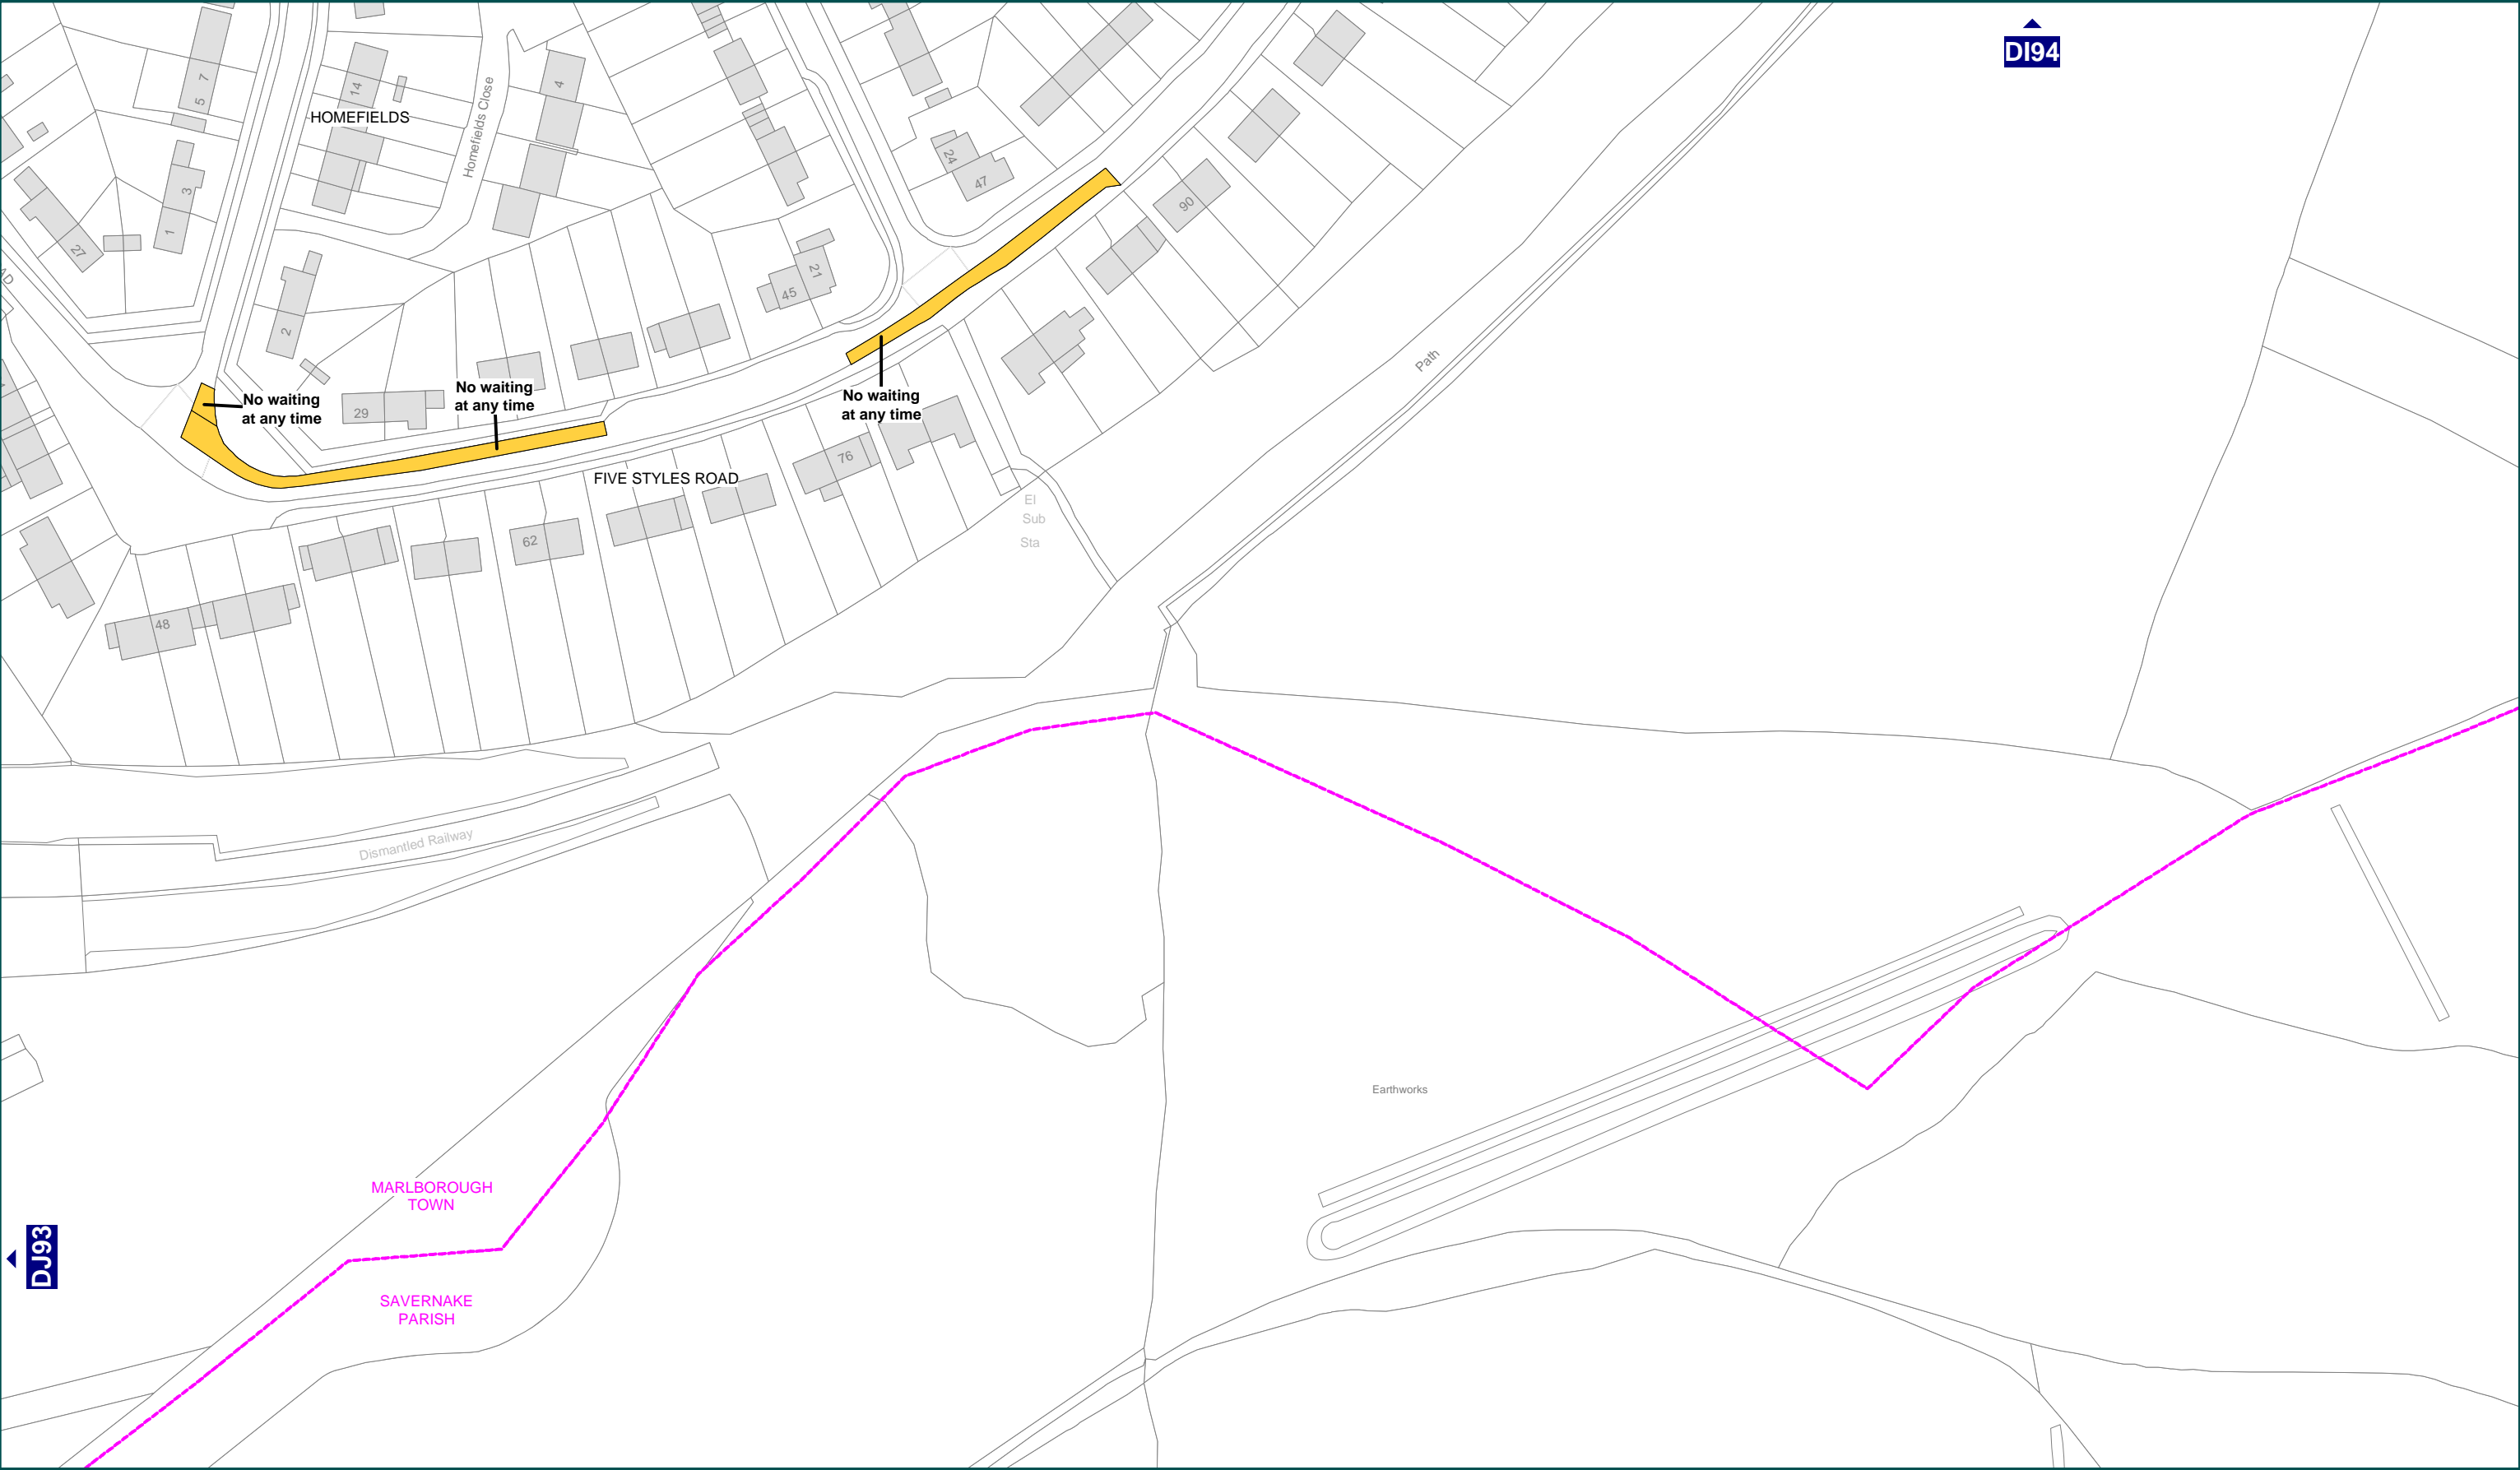 DI94
7
5
14
4
HOMEFIELDS
Homefields Close
24
47
3
1
27
90
21
45
2
Path
No waiting
at any time
29
No waiting
at any time
No waiting
at any time
76
FIVE STYLES ROAD
El
Sub
Sta
62
48
Dismantled Railway
Earthworks
MARLBOROUGH
TOWN
DJ93
SAVERNAKE
PARISH